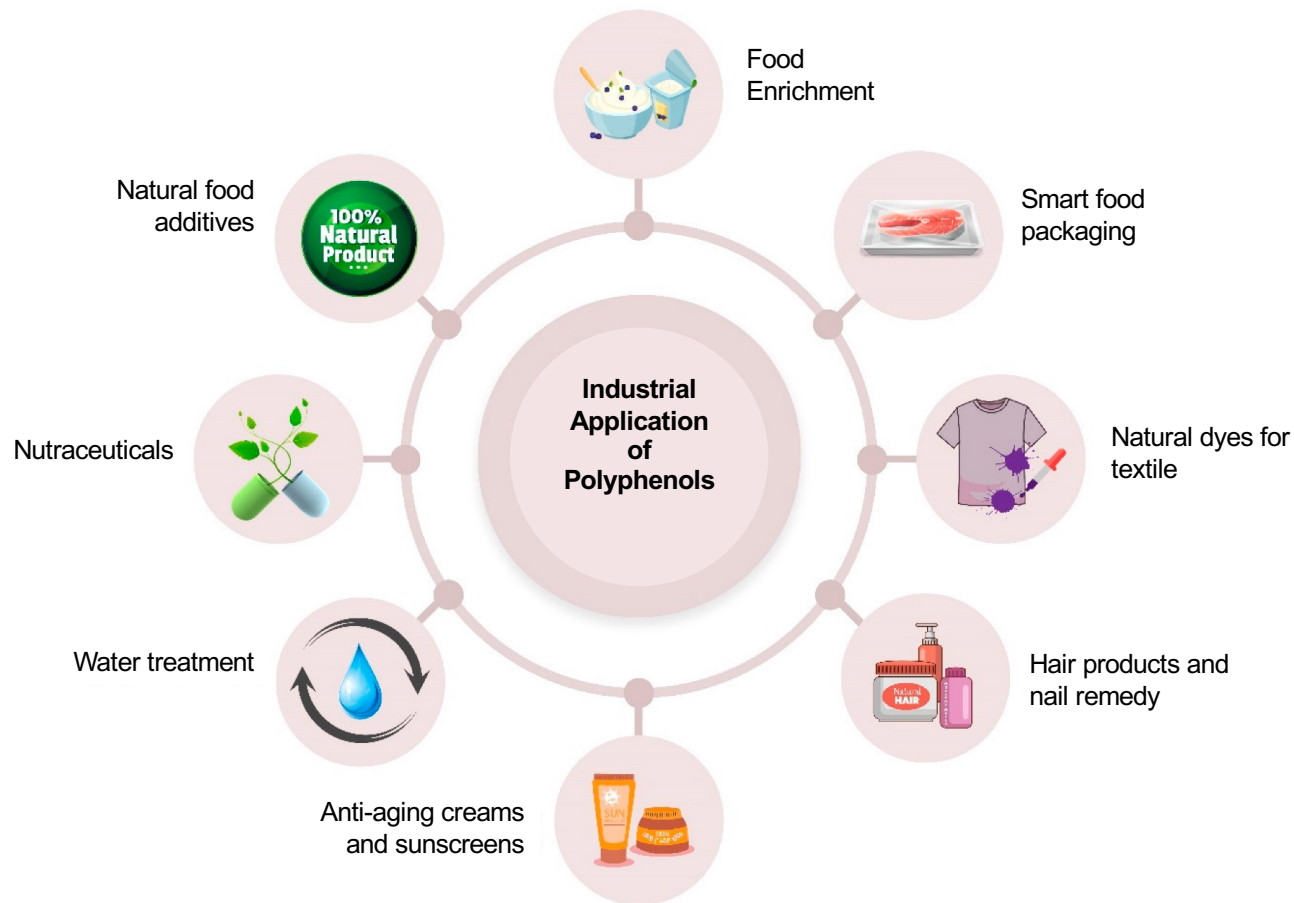 Food
Enrichment
Natural food
additives
100%
Natural
Product
Smart food
packaging
Industrial
Application
of
Polyphenols
Nutraceuticals
Natural dyes for
textile
Water treatment
Hair products and
nail remedy
Natural
HAIR
Anti-aging creams
and sunscreens
SUN